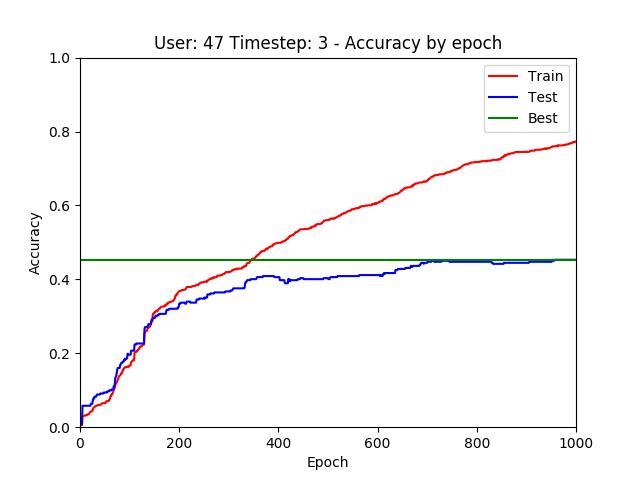 User: 47 Timestep: 3 - Accuracy by epoch
1.0
0.8
0.6
0.4
0.2
0.0
Accuracy
Train
Test
Best
0 200 400 600 800 1000
Epoch